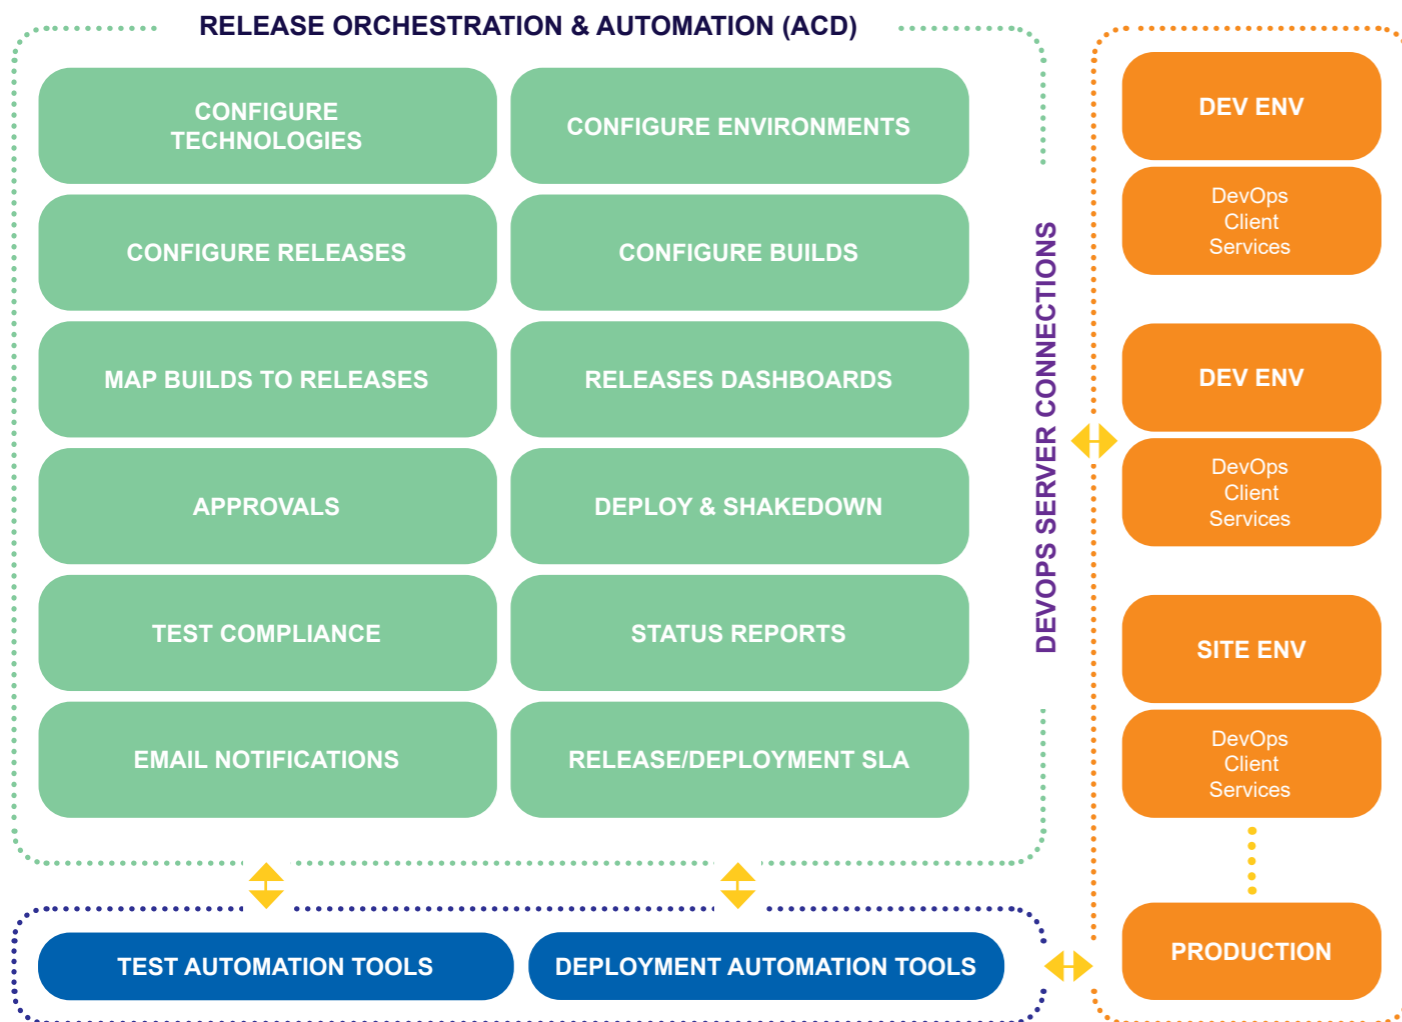 RELEASE ORCHESTRATION & AUTOMATION (ACD)
CONFIGURE
TECHNOLOGIES
CONFIGURE ENVIRONMENTS
CONFIGURE RELEASES
CONFIGURE BUILDS
MAP BUILDS TO RELEASES
RELEASES DASHBOARDS
APPROVALS
DEPLOY & SHAKEDOWN
TEST COMPLIANCE
STATUS REPORTS
EMAIL NOTIFICATIONS
RELEASE/DEPLOYMENT SLA
DEVOPS SERVER CONNECTIONS
DEV ENV
DevOps
Client
Services
DEV ENV
DevOps
Client
Services
SITE ENV
DevOps
Client
Services
PRODUCTION
TEST AUTOMATION TOOLS
DEPLOYMENT AUTOMATION TOOLS